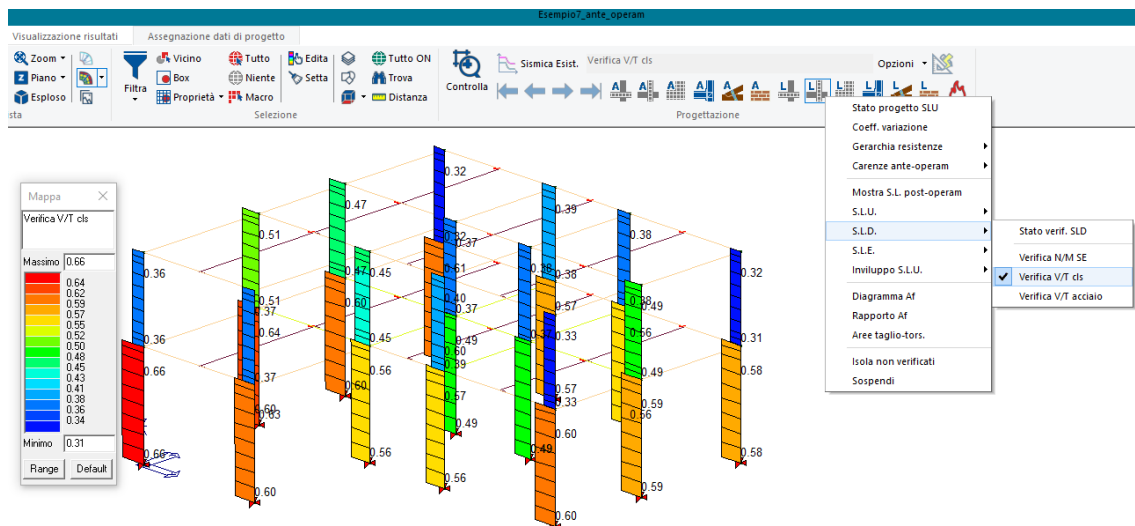 Esempio7_ante_operam
Visualizzazione risultati
Assegnazione dati di progetto
Zoom
Piano
Esploso
Filtra
Vicino
Box
Proprietà
Tutto
Niente
Macro
Edita
Setta
Tutto ON
Trova
Distanza
Selezione
Controlla
Sismica Esist.
Verifica V/T cls
Opzioni
Progettazione
Stato progetto SLU
Coeff. variazione
Gerarchia resistenze
Carenze ante-operam
Mostra S.L. post-operam
S.L.U.
S.L.D.
S.L.E.
Inviluppo S.L.U.
Diagramma Af
Rapporto Af
Aree taglio-tors.
Isola non verificati
Sospendi
Stato verif. SLD
Verifica N/M SE
Verifica V/T cls
Verifica V/T acciaio
Mappa
Verifica V/T cls
Massimo 0.66
0.64
0.62
0.59
0.57
0.55
0.52
0.50
0.48
0.45
0.43
0.41
0.38
0.36
0.34
Minimo 0.31
Range
Default
0.32
0.47
0.39
0.51
0.38
0.37
0.36
0.45
0.61
0.38
0.32
0.47
0.60
0.40
0.57
0.49
0.51
0.37
0.37
0.33
0.66
0.31
0.36
0.64
0.45
0.49
0.66
0.56
0.60
0.39
0.49
0.58
0.37
0.60
0.57
0.57
0.33
0.59
0.63
0.49
0.60
0.66
0.66
0.56
0.49
0.58
0.60
0.56
0.59
0.60